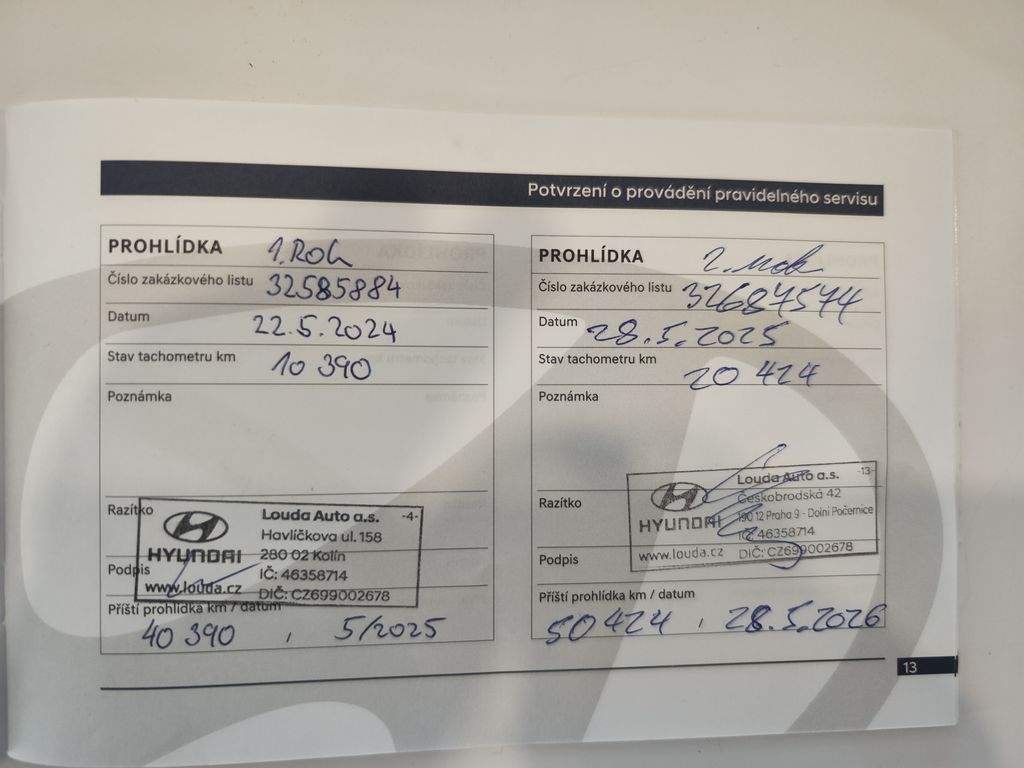 Potvrzení o provádění pravidelného servisu
PROHLÍDKA 1. Rok
Číslo zakázkového listu 32585884
Datum 22.5.2024
Stav tachometru km 10 390
Poznámka
Razítko
HYUNDAI
www.louda.cz
Louda Auto a.s. -4-
Havlíčkova ul. 158
280 02 Kolín
IČ: 46358714
DIČ: CZ699002678
Podpis
Příští prohlídka km / datum
40 390 , 5/2025
PROHLÍDKA 2. rok
Číslo zakázkového listu 32687574
Datum 28.5.2025
Stav tachometru km 20 424
Poznámka
Razítko
HYUNDAI
www.louda.cz
Louda Auto a.s. -13-
Českobrodská 42
190 12 Praha 9 - Dolní Počernice
IČ: 46358714
DIČ: CZ699002678
Podpis
Příští prohlídka km / datum
50 424 , 28.5.2026
13